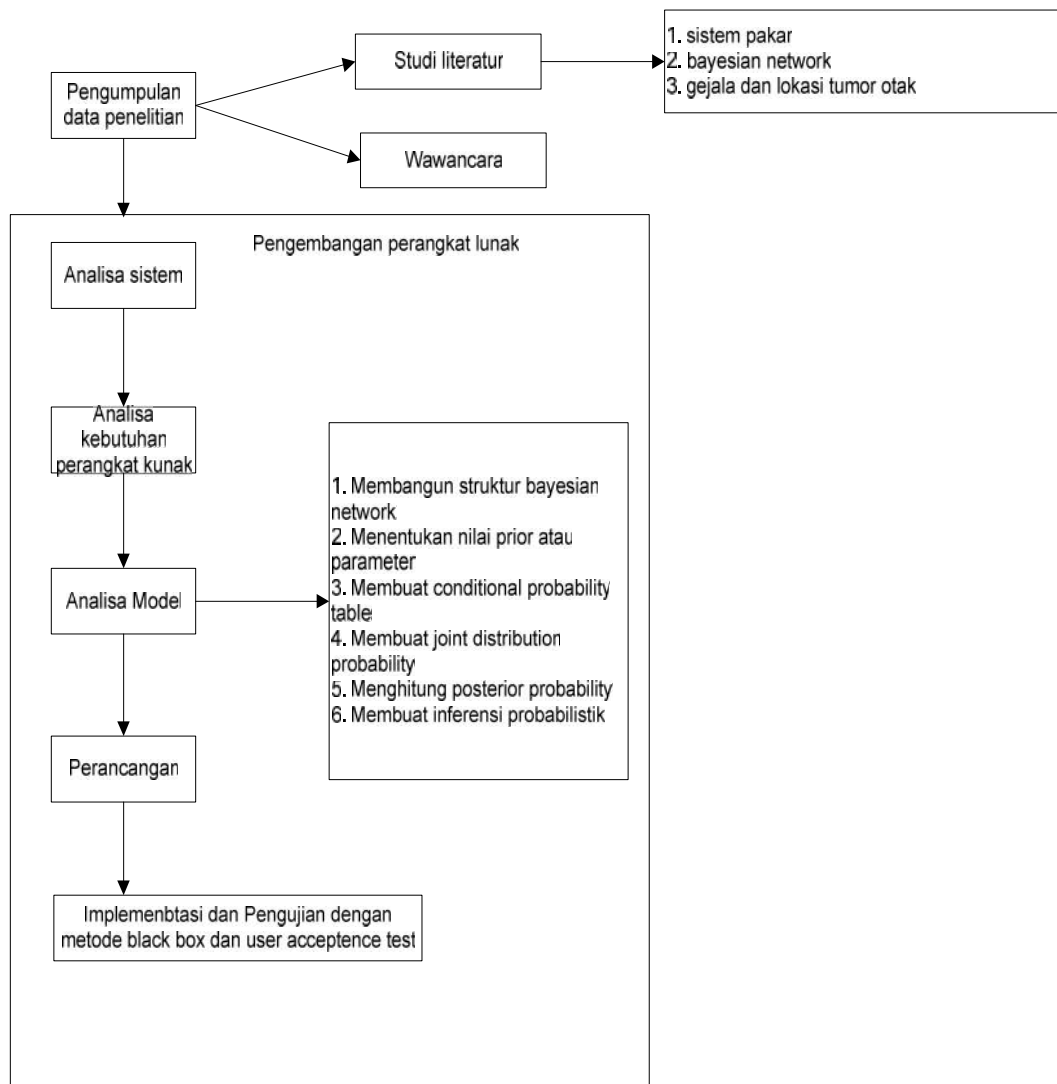 Studi literatur
1. sistem pakar
2. bayesian network
3. gejala dan lokasi tumor otak
Pengumpulan
data penelitian
Wawancara
Pengembangan perangkat lunak
Analisa sistem
Analisa
kebutuhan
perangkat kunak
1. Membangun struktur bayesian
network
2. Menentukan nilai prior atau
parameter
3. Membuat conditional probability
table
4. Membuat joint distribution
probability
5. Menghitung posterior probability
6. Membuat inferensi probabilistik
Analisa Model
Perancangan
Implemenbtasi dan Pengujian dengan
metode black box dan user acceptence test